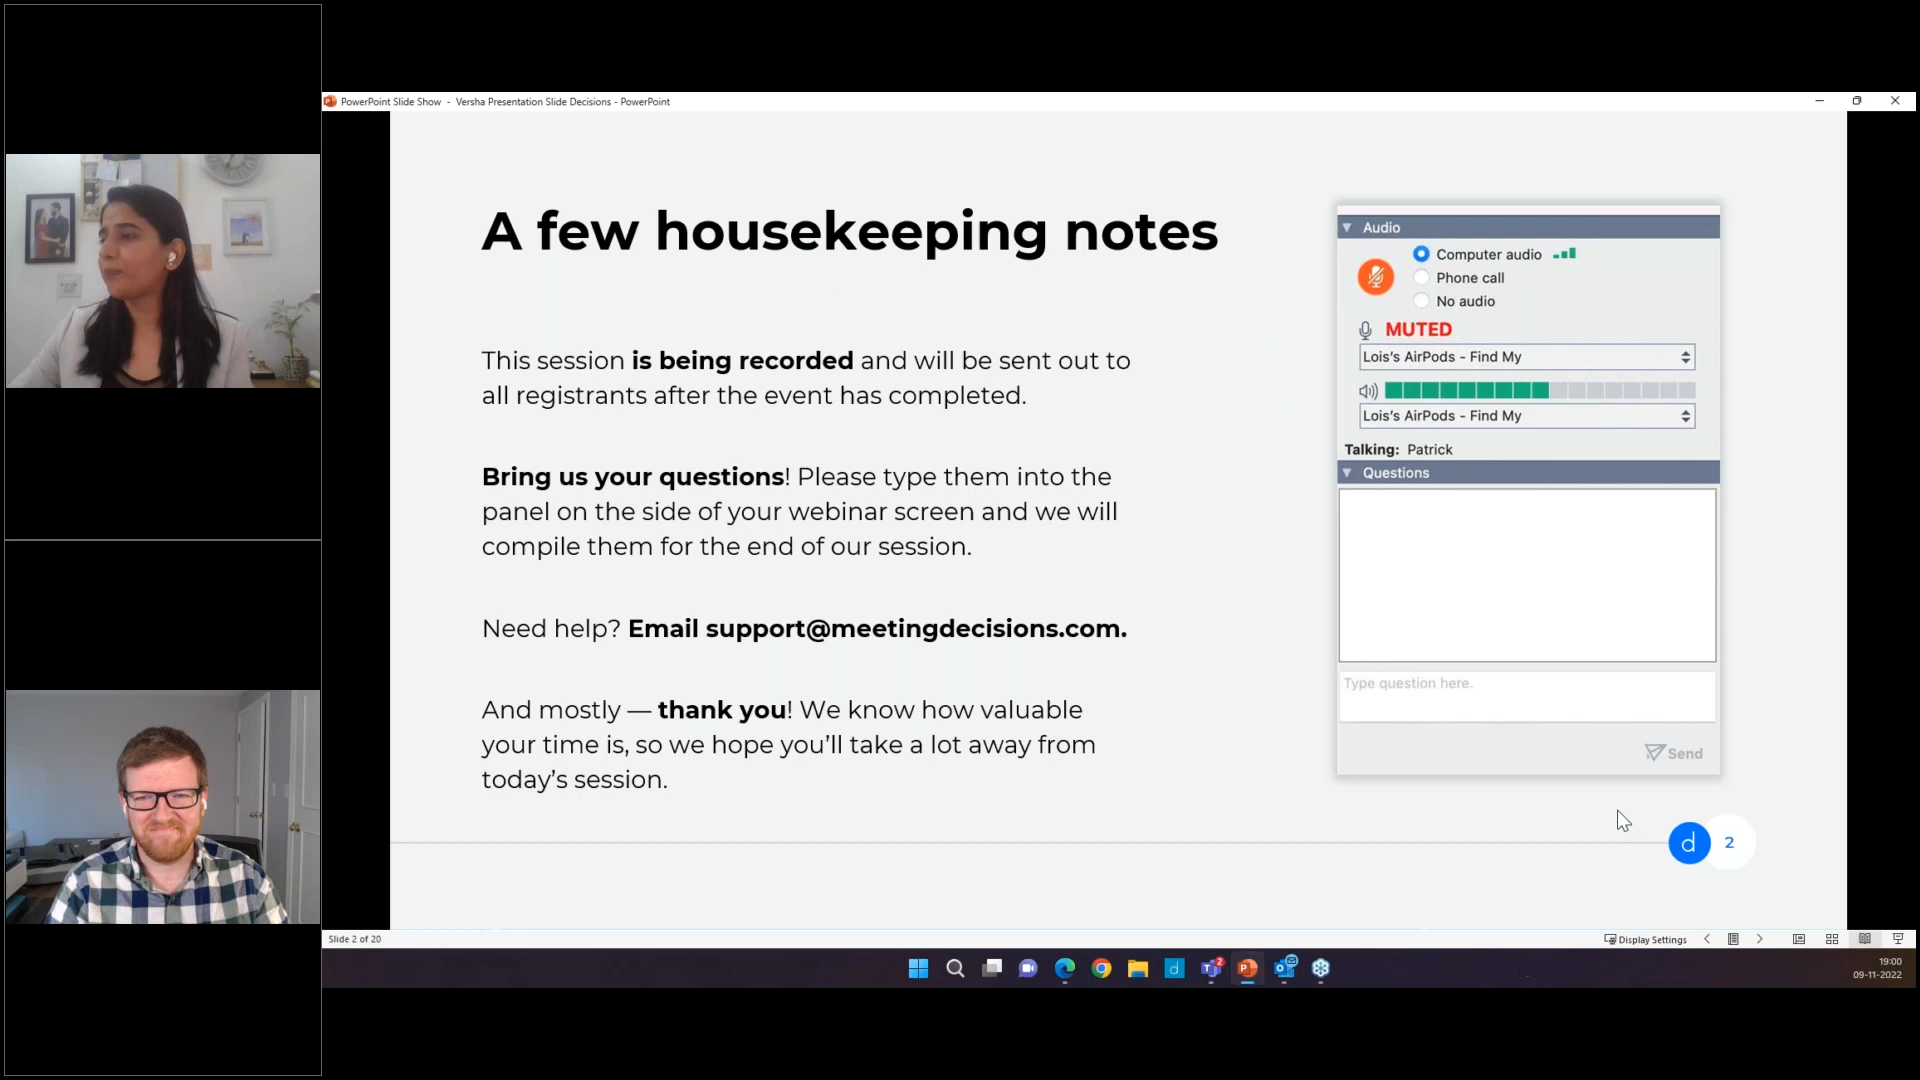 PowerPoint Slide Show - Versha Presentation Slide Decisions - PowerPoint
A few housekeeping notes
This session is being recorded and will be sent out to
all registrants after the event has completed.
Bring us your questions! Please type them into the
panel on the side of your webinar screen and we will
compile them for the end of our session.
Need help? Email support@meetingdecisions.com.
And mostly — thank you! We know how valuable
your time is, so we hope you’ll take a lot away from
today’s session.
Audio
Computer audio
Phone call
No audio
MUTED
Lois’s AirPods - Find My
Lois’s AirPods - Find My
Talking: Patrick
Questions
Type question here.
Send
d 2
Slide 2 of 20
Display Settings
d
2
19:00
09-11-2022